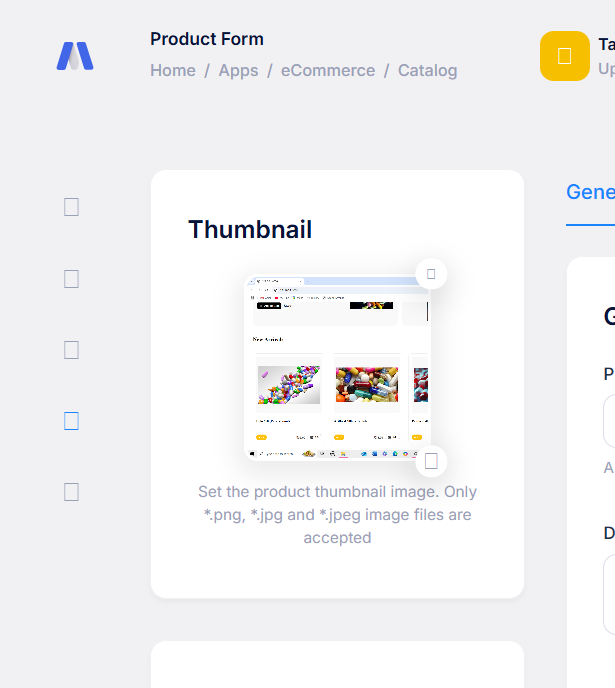 Product Form
Home / Apps / eCommerce / Catalog
Ta
Up
Thumbnail
Gene
New Arrivals
Set the product thumbnail image. Only
*.png, *.jpg and *.jpeg image files are
accepted
G
P
A
D